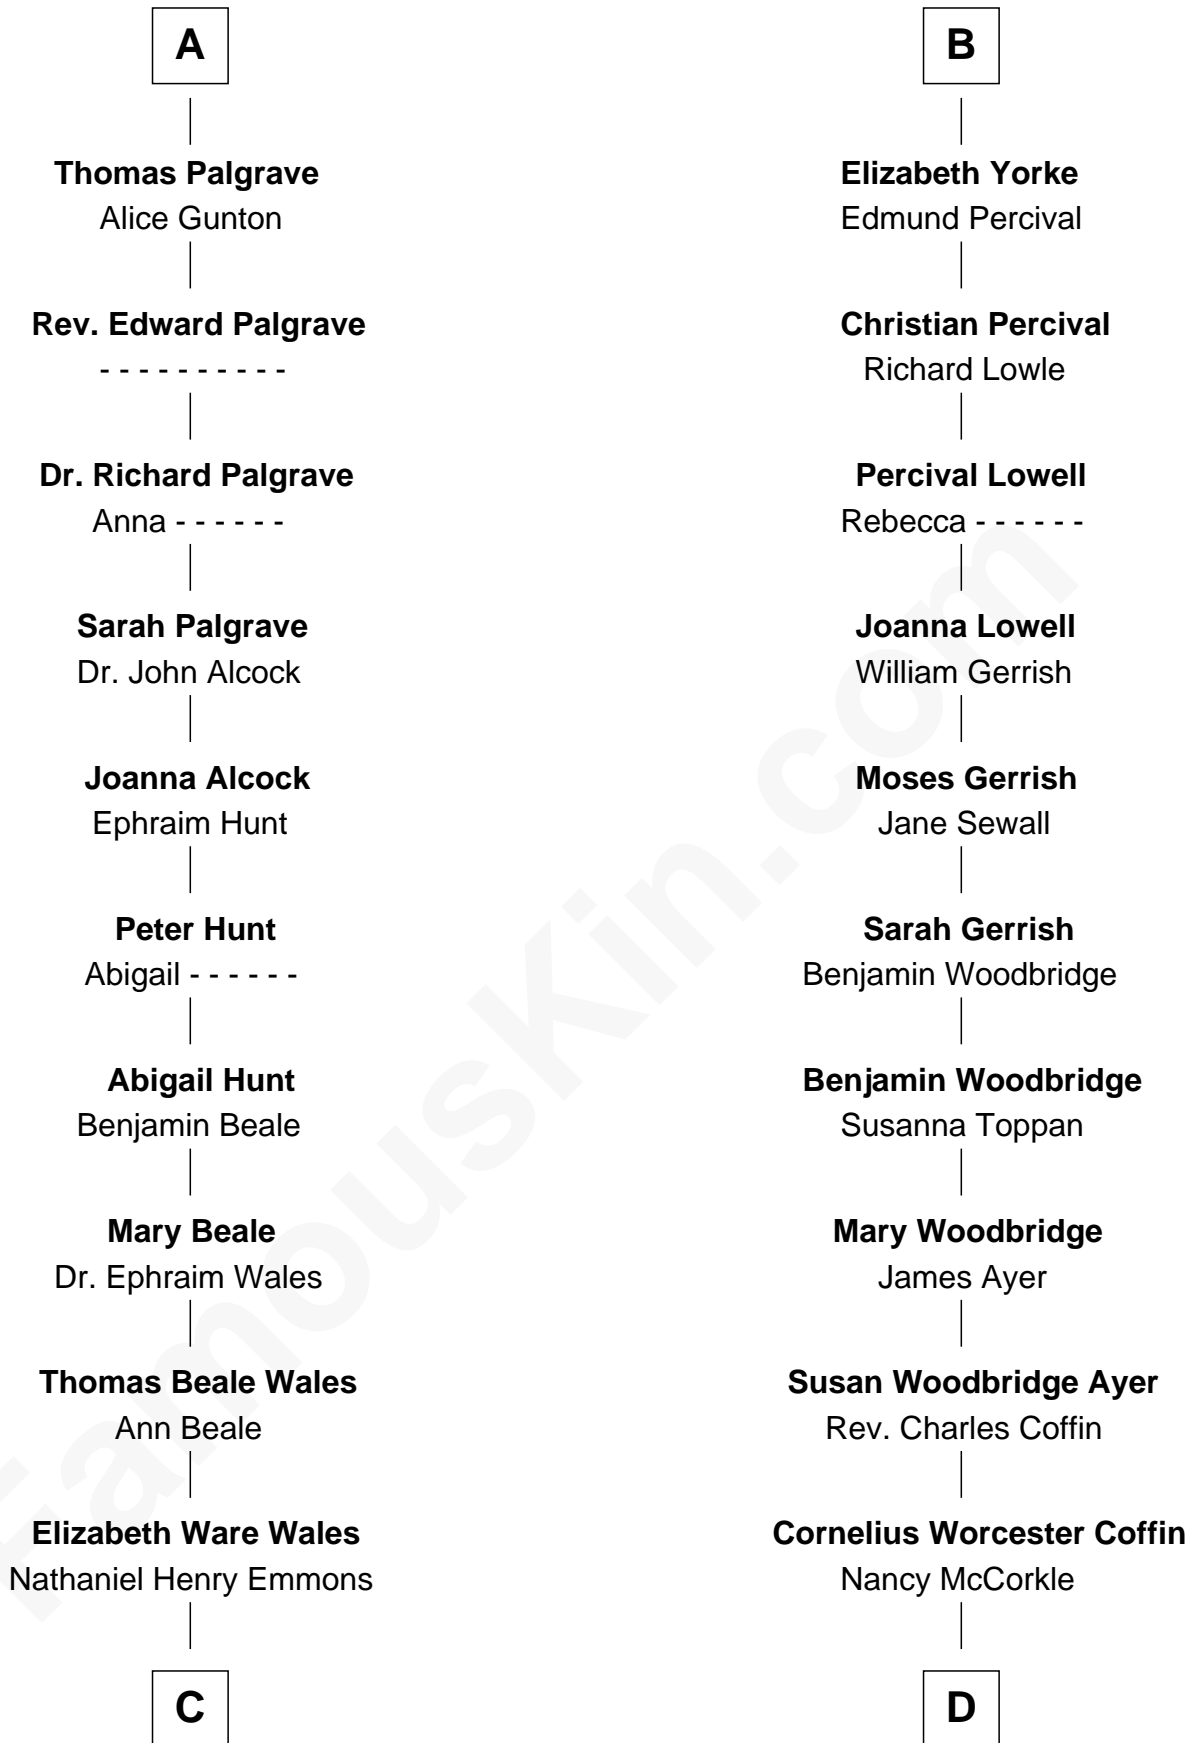 A
Thomas Palgrave
Alice Gunton
Rev. Edward Palgrave
- - - - - - - - - -
Dr. Richard Palgrave
Anna - - - - - -
Sarah Palgrave
Dr. John Alcock
Joanna Alcock
Ephraim Hunt
Peter Hunt
Abigail - - - - - -
Abigail Hunt
Benjamin Beale
Mary Beale
Dr. Ephraim Wales
Thomas Beale Wales
Ann Beale
Elizabeth Ware Wales
Nathaniel Henry Emmons
C
B
Elizabeth Yorke
Edmund Percival
Christian Percival
Richard Lowle
Percival Lowell
Rebecca - - - - - -
Joanna Lowell
William Gerrish
Moses Gerrish
Jane Sewall
Sarah Gerrish
Benjamin Woodbridge
Benjamin Woodbridge
Susanna Toppan
Mary Woodbridge
James Ayer
Susan Woodbridge Ayer
Rev. Charles Coffin
Cornelius Worcester Coffin
Nancy McCorkle
D
FamousKin.com